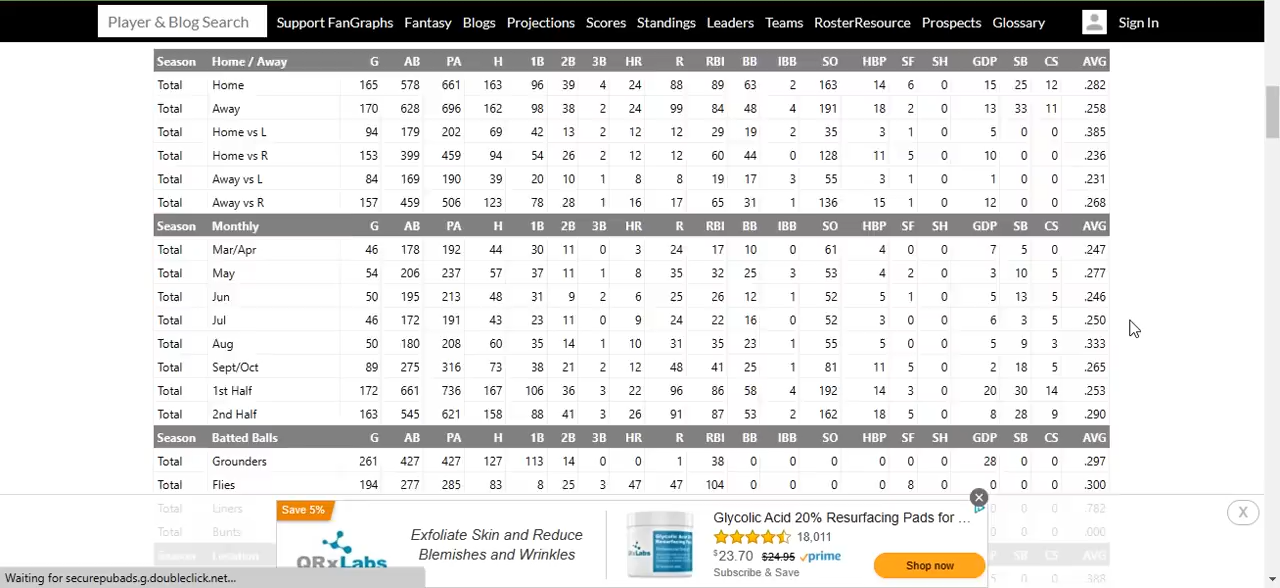 Player & Blog Search Support FanGraphs Fantasy Blogs Projections Scores Standings Leaders Teams RosterResource Prospects Glossary Sign In
Season Home / Away G AB PA H 1B 2B 3B HR R RBI BB IBB SO HBP SF SH GDP SB CS AVG
Total Home 165 578 661 163 96 39 4 24 88 89 63 2 163 14 6 0 15 25 12 .282
Total Away 170 628 696 162 98 38 2 24 99 84 48 4 191 18 2 0 13 33 11 .258
Total Home vs L 94 179 202 69 42 13 2 12 12 29 19 2 35 3 1 0 5 0 0 .385
Total Home vs R 153 399 459 94 54 26 2 12 12 60 44 0 128 11 5 0 10 0 0 .236
Total Away vs L 84 169 190 39 20 10 1 8 8 19 17 3 55 3 1 0 1 0 0 .231
Total Away vs R 157 459 506 123 78 28 1 16 17 65 31 1 136 15 1 0 12 0 0 .268
Season Monthly G AB PA H 1B 2B 3B HR R RBI BB IBB SO HBP SF SH GDP SB CS AVG
Total Mar/Apr 46 178 192 44 30 11 0 3 24 17 10 0 61 4 0 0 7 5 0 .247
Total May 54 206 237 57 37 11 1 8 35 32 25 3 53 4 2 0 3 10 5 .277
Total Jun 50 195 213 48 31 9 2 6 25 26 12 1 52 5 1 0 5 13 5 .246
Total Jul 46 172 191 43 23 11 0 9 24 22 16 0 52 3 0 0 6 3 5 .250
Total Aug 50 180 208 60 35 14 1 10 31 35 23 1 55 5 0 0 5 9 3 .333
Total Sept/Oct 89 275 316 73 38 21 2 12 48 41 25 1 81 11 5 0 2 18 5 .265
Total 1st Half 172 661 736 167 106 36 3 22 96 86 58 4 192 14 3 0 20 30 14 .253
Total 2nd Half 163 545 621 158 88 41 3 26 91 87 53 2 162 18 5 0 8 28 9 .290
Season Batted Balls G AB PA H 1B 2B 3B HR R RBI BB IBB SO HBP SF SH GDP SB CS AVG
Total Grounders 261 427 427 127 113 14 0 0 1 38 0 0 0 0 0 0 28 0 0 .297
Total Flies 194 277 285 83 8 25 3 47 47 104 0 0 0 0 8 0 0 0 0 .300
Total Liners .782
Total Bunts .000
Season Location PA SB CS AVG
.388
Save 5%
QRxLabs
Exfoliate Skin and Reduce
Blemishes and Wrinkles
Glycolic Acid 20% Resurfacing Pads for ...
18,011
$23.70 $24.95 prime
Subscribe & Save
Shop now
X
Waiting for securepubads.g.doubleclick.net...